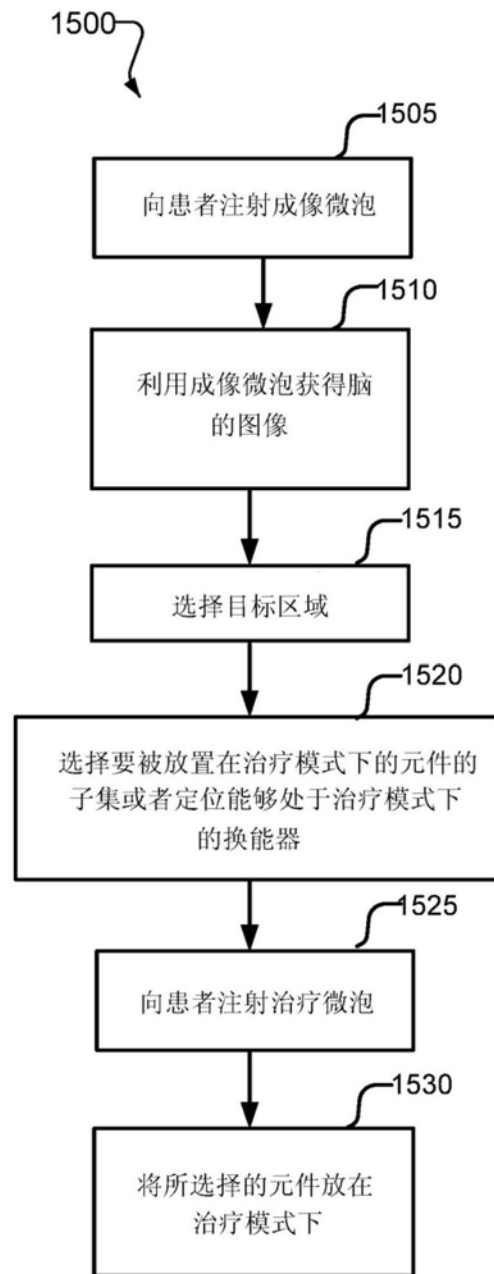 1500
1505
向患者注射成像微泡
1510
利用成像微泡获得脑
的图像
1515
选择目标区域
1520
选择要被放置在治疗模式下的元件的
子集或者定位能够处于治疗模式下
的换能器
1525
向患者注射治疗微泡
1530
将所选择的元件放在
治疗模式下